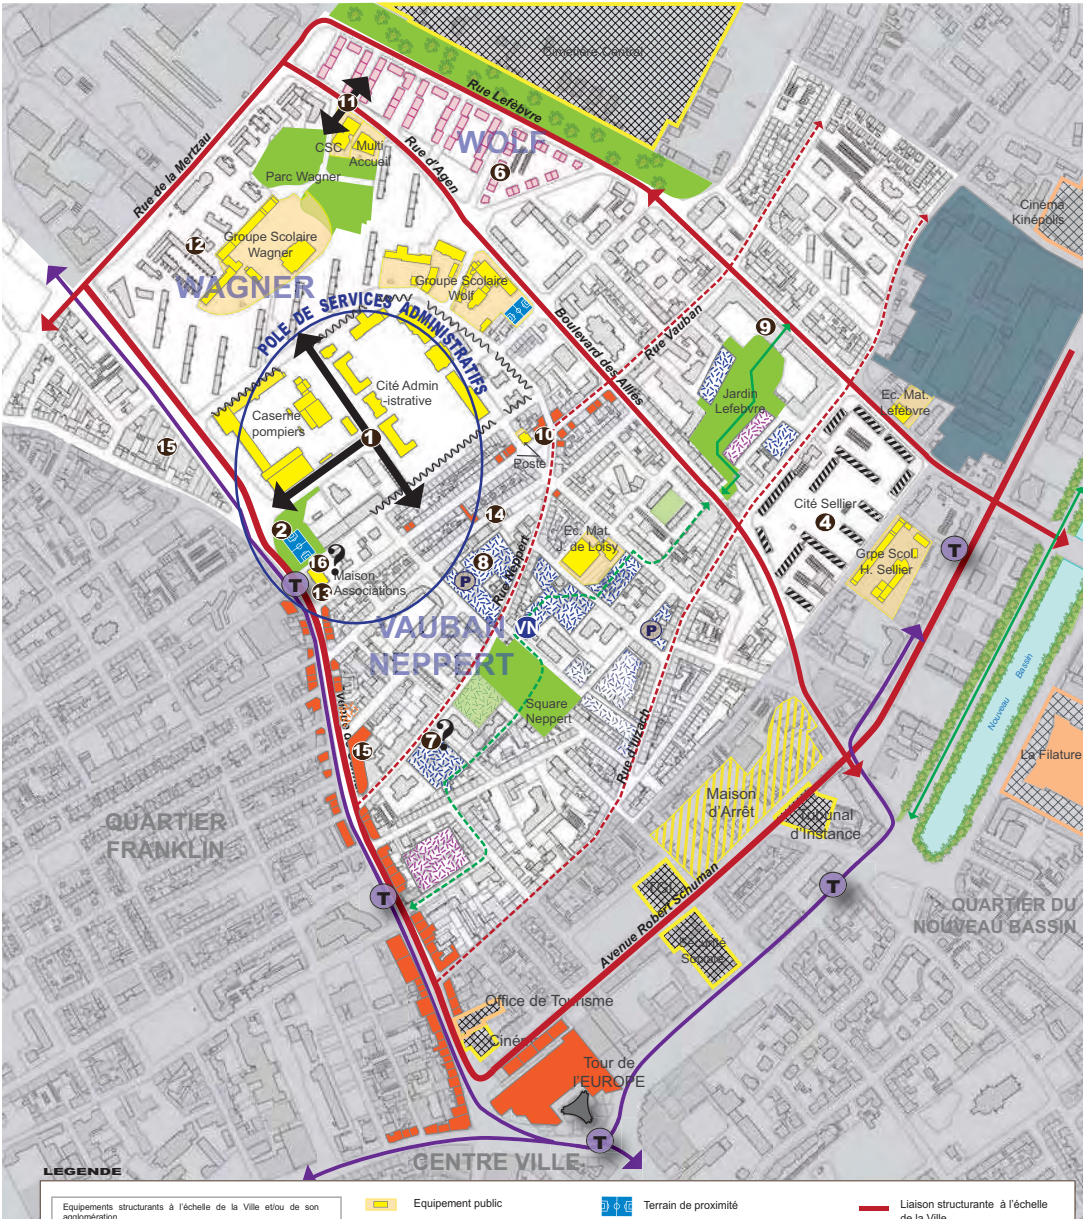 Cimetière Central
Rue Lefèbvre
WOLF
11
CSC
Multi
Accueil
Rue d'Agen
Rue de la Mertzau
Parc Wagner
6
Cinéma
Kinépolis
12
Groupe Scolaire
Wagner
WAGNER
Groupe Scolaire
Wolf
POLE DE SERVICES ADMINISTRATIFS
Boulevard des Alliés
Rue Vauban
9
Cité Admin
-istrative
Caserne
pompiers
Jardin
Lefebvre
Ec. Mat.
Lefèbvre
1
10
Poste
15
Cité Sellier
4
2
14
Ec. Mat.
J. de Loisy
Grpe Scol.
H. Sellier
T
16
?
8
P
Rue Neppert
Maison
Associations
13
T
VAUBAN
NEPPERT
VN
P
Square
Neppert
Nouveau Bassin
7
?
15
Rue d'Illzach
La Filature
Maison
d'Arrêt
Tribunal
d'Instance
QUARTIER
FRANKLIN
T
T
Avenue Robert Schuman
QUARTIER DU
NOUVEAU BASSIN
Sécurité
Sociale
Office de Tourisme
Tour de
l'EUROPE
T
CENTRE VILLE
LEGENDE
Equipements structurants à l'échelle de la Ville et/ou de son
agglomération
Equipement public
Terrain de proximité
Liaison structurante à l'échelle
de la Ville